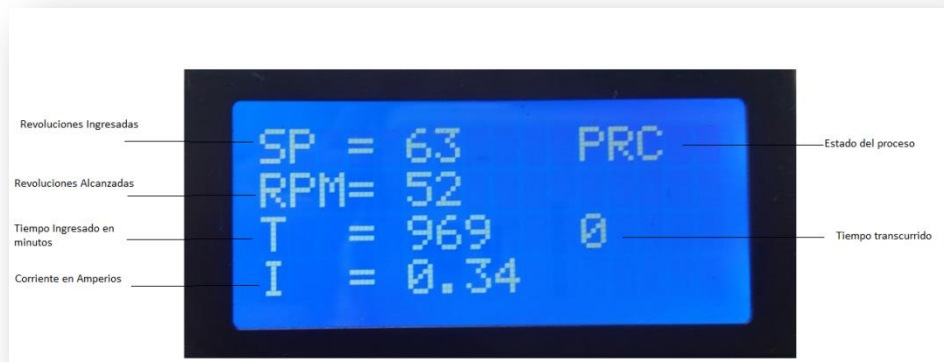 Revoluciones Ingresadas
SP = 63 PRC
Estado del proceso
Revoluciones Alcanzadas
RPM= 52
Tiempo Ingresado en
minutos
T = 969 0
Tiempo transcurrido
Corriente en Amperios
I = 0.34